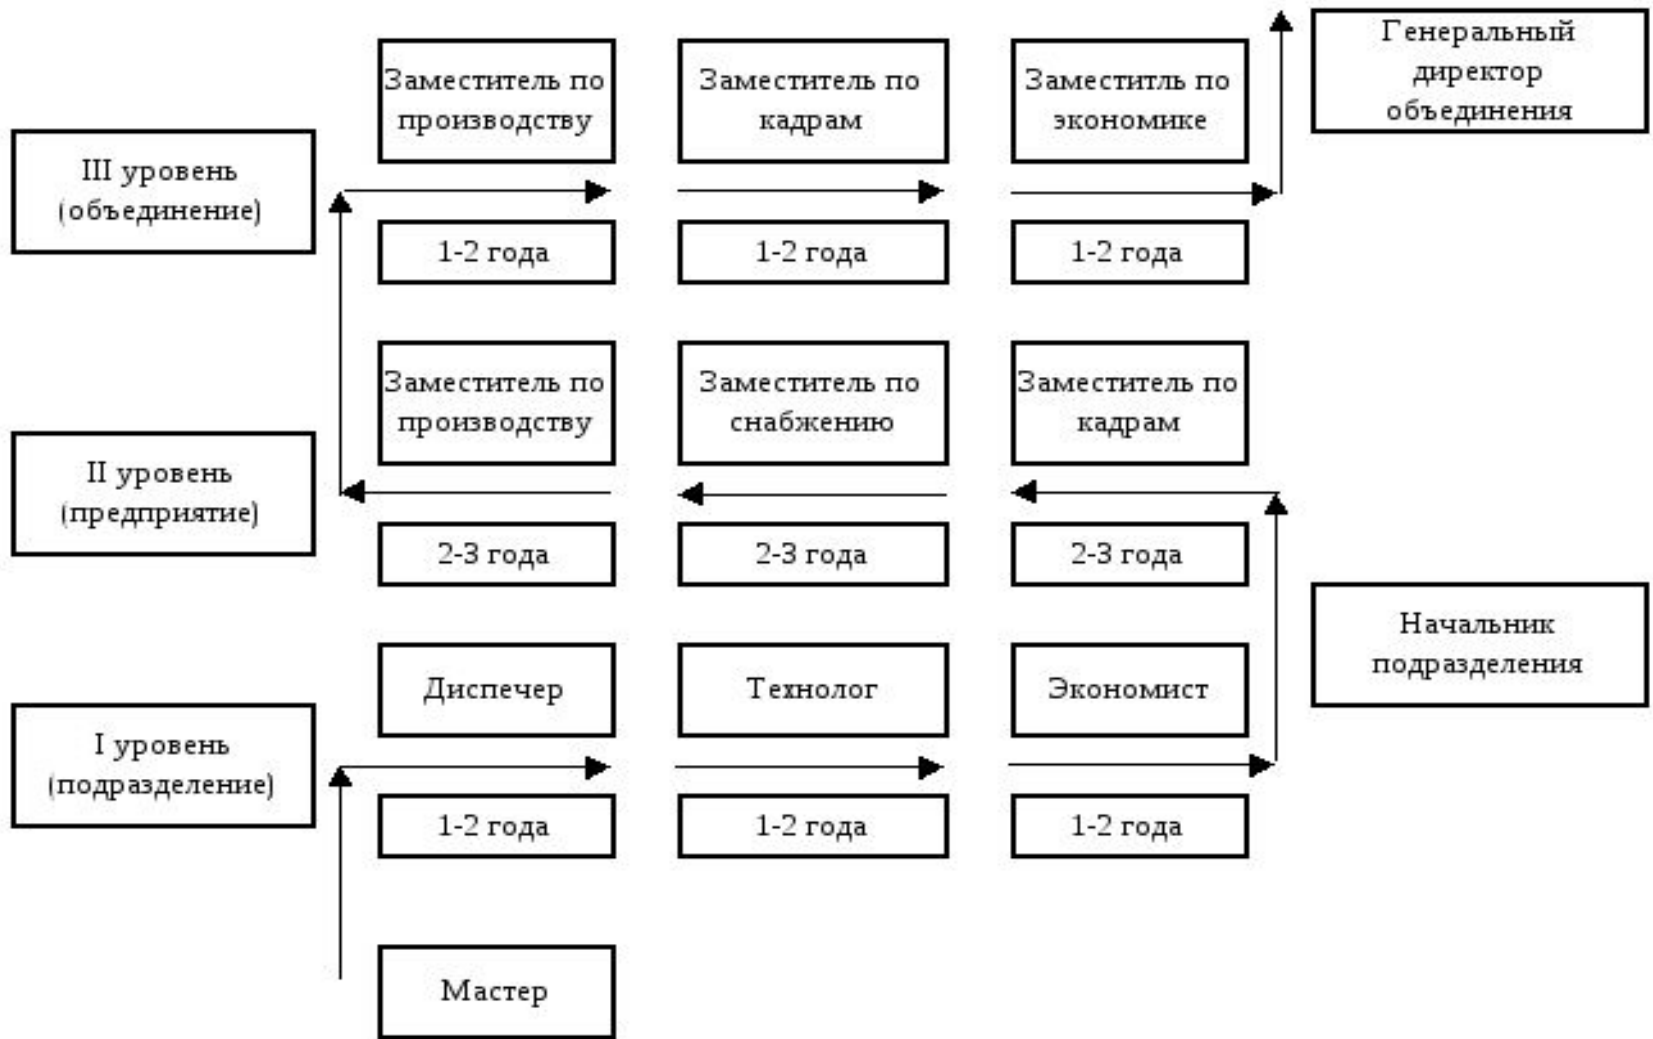 Заместитель по
производству
Заместитель по
кадрам
Заместитль по
экономике
Генеральный
директор
объединения
III уровень
(объединение)
1-2 года
1-2 года
1-2 года
Заместитель по
производству
Заместитель по
снабжению
Заместитель по
кадрам
II уровень
(предприятие)
2-3 года
2-3 года
2-3 года
Начальник
подразделения
Диспечер
Технолог
Экономист
I уровень
(подразделение)
1-2 года
1-2 года
1-2 года
Мастер